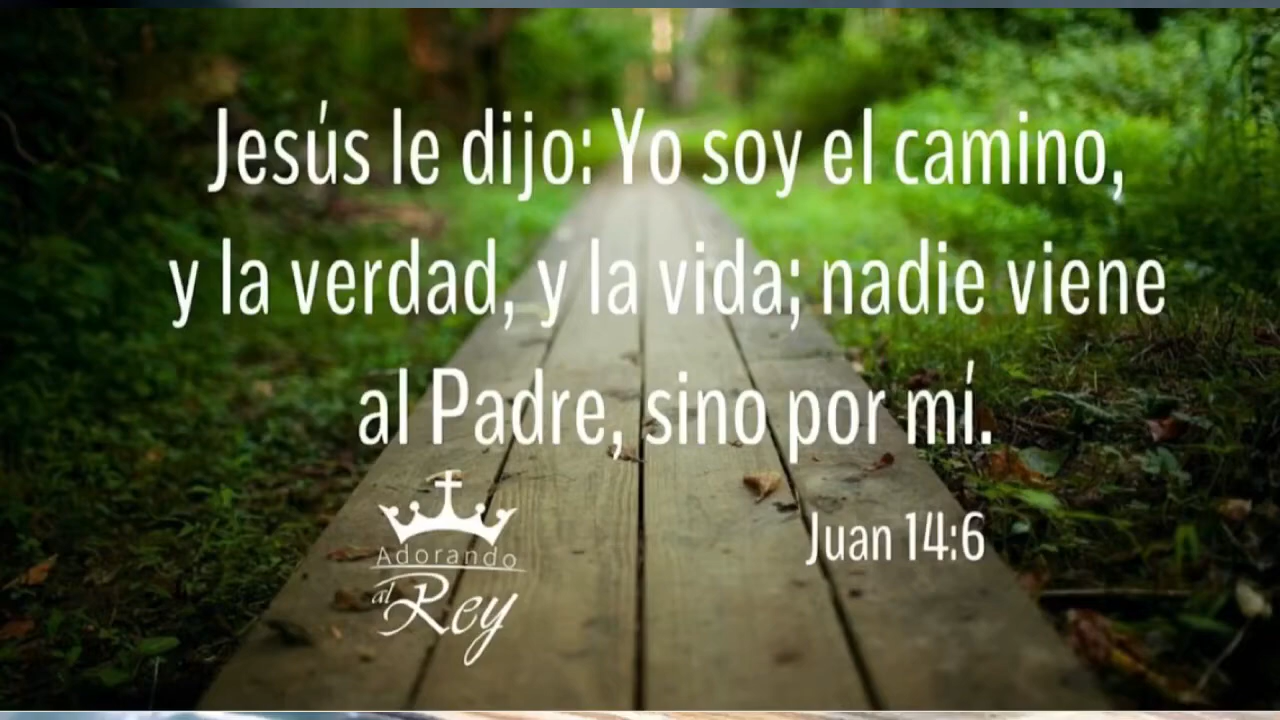 Jesús le dijo: Yo soy el camino,
y la verdad, y la vida; nadie viene
al Padre, sino por mí.
Juan 14:6
Adorando
al Rey